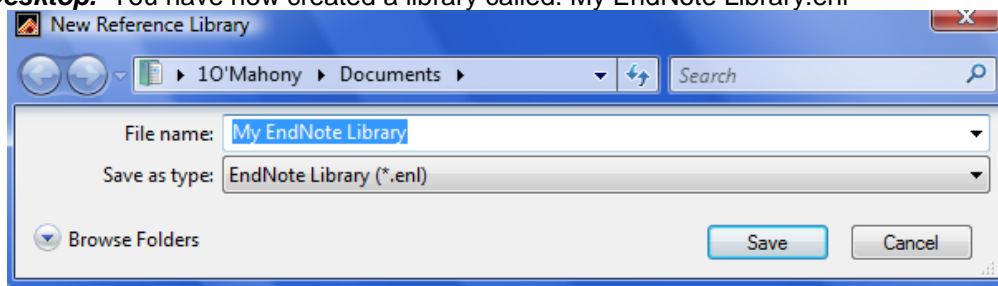 Desktop. You have now created a library called: My EndNote Library.enl
New Reference Library
1O'Mahony Documents Search
File name: My EndNote Library
Save as type: EndNote Library (*.enl)
Browse Folders Save Cancel